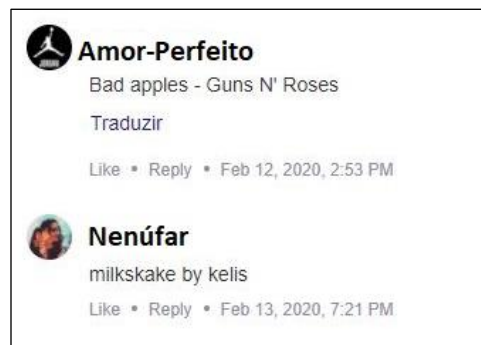 Amor-Perfeito
Bad apples - Guns N' Roses
Traduzir
Like • Reply • Feb 12, 2020, 2:53 PM
Nenúfar
milkskake by kelis
Like • Reply • Feb 13, 2020, 7:21 PM